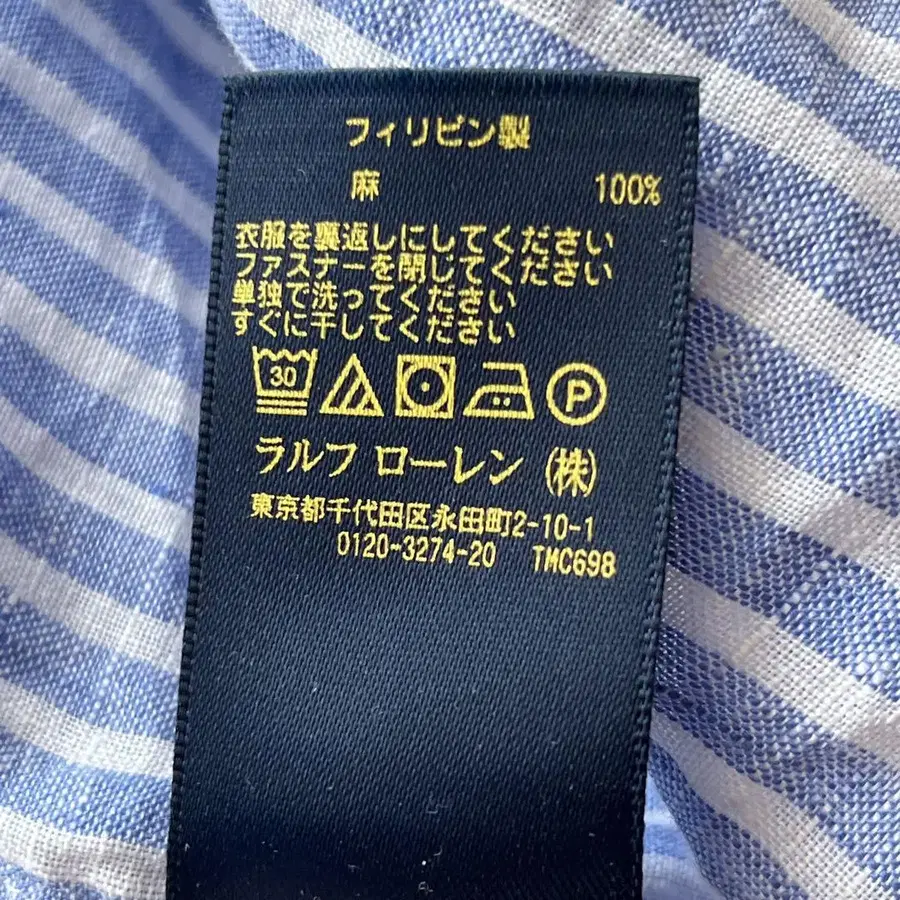 フィリピン製
麻 100%
衣服を裏返しにしてください
ファスナーを閉じてください
単独で洗ってください
すぐに干してください
30 P
ラルフ ローレン (株)
東京都千代田区永田町2-10-1
0120-3274-20 TMC698